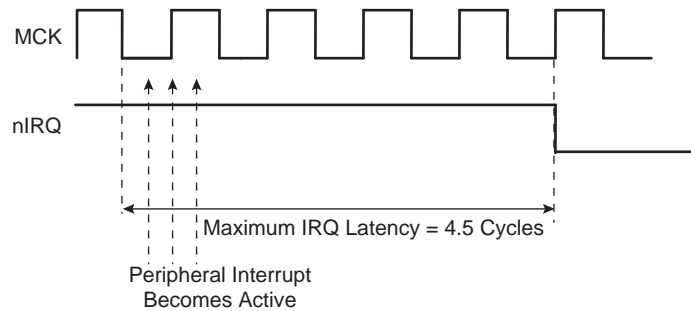 MCK
nIRQ
Maximum IRQ Latency = 4.5 Cycles
Peripheral Interrupt
Becomes Active